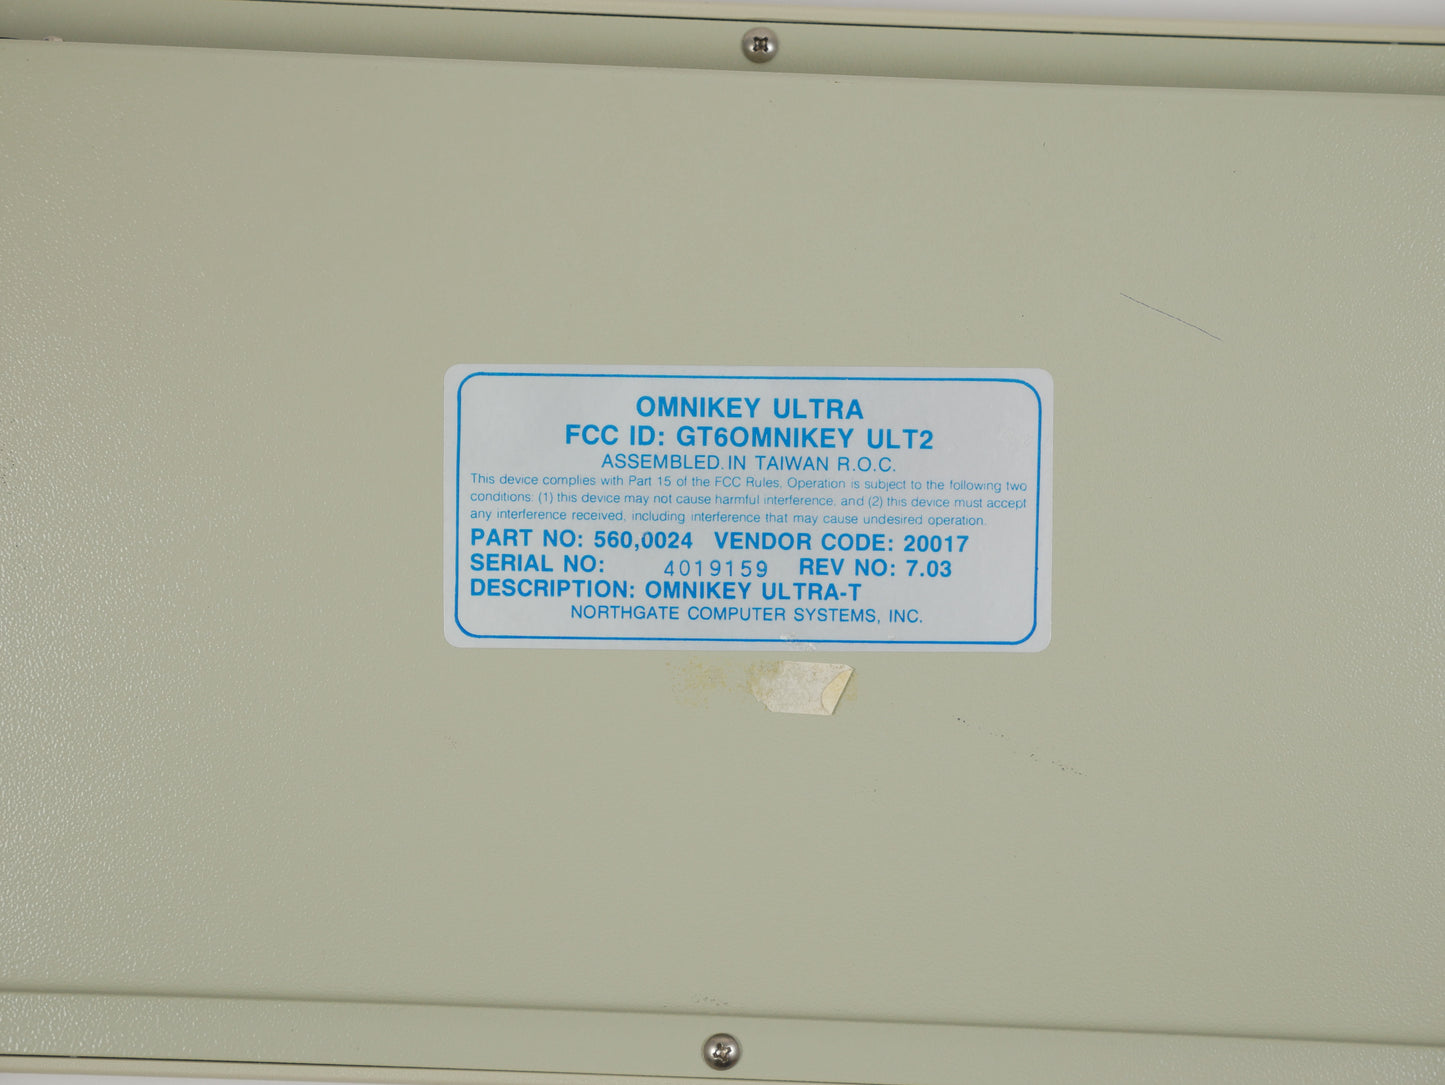 OMNIKEY ULTRA
FCC ID: GT6OMNIKEY ULT2
ASSEMBLED.IN TAIWAN R.O.C.
This device complies with Part 15 of the FCC Rules. Operation is subject to the following two
conditions: (1) this device may not cause harmful interference, and (2) this device must accept
any interference received, including interference that may cause undesired operation.
PART NO: 560,0024 VENDOR CODE: 20017
SERIAL NO: 4019159 REV NO: 7.03
DESCRIPTION: OMNIKEY ULTRA-T
NORTHGATE COMPUTER SYSTEMS, INC.